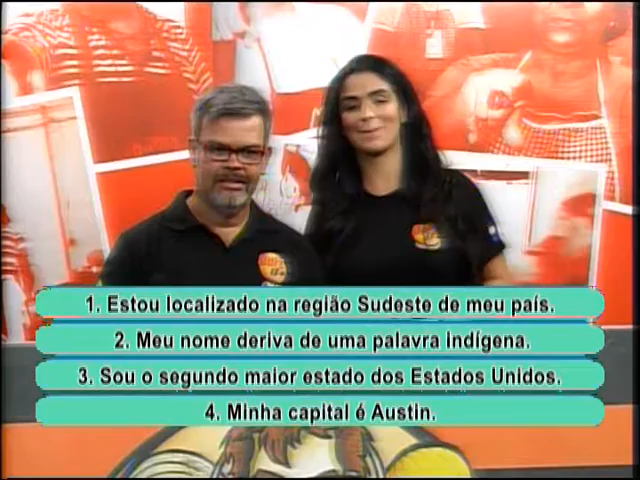 1. Estou localizado na região Sudeste de meu país.
2. Meu nome deriva de uma palavra indígena.
3. Sou o segundo maior estado dos Estados Unidos.
4. Minha capital é Austin.